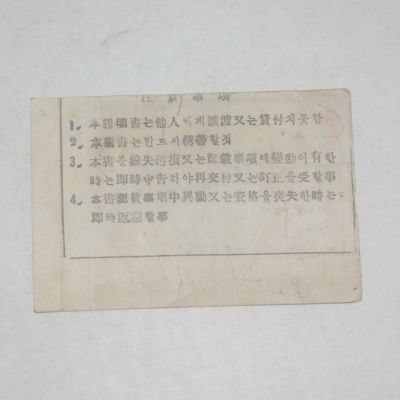 注意事項
1. 本證明書는他人에게讓渡又는貸付치못함
2. 本證書는반드시携帶할것
3. 本書를紛失汚損又는記載事項에變動이有한
時는即時申告하야再交付又는訂正을受할事
4. 本書記載事項中異動又는資格을喪失한時는
即時返還할事